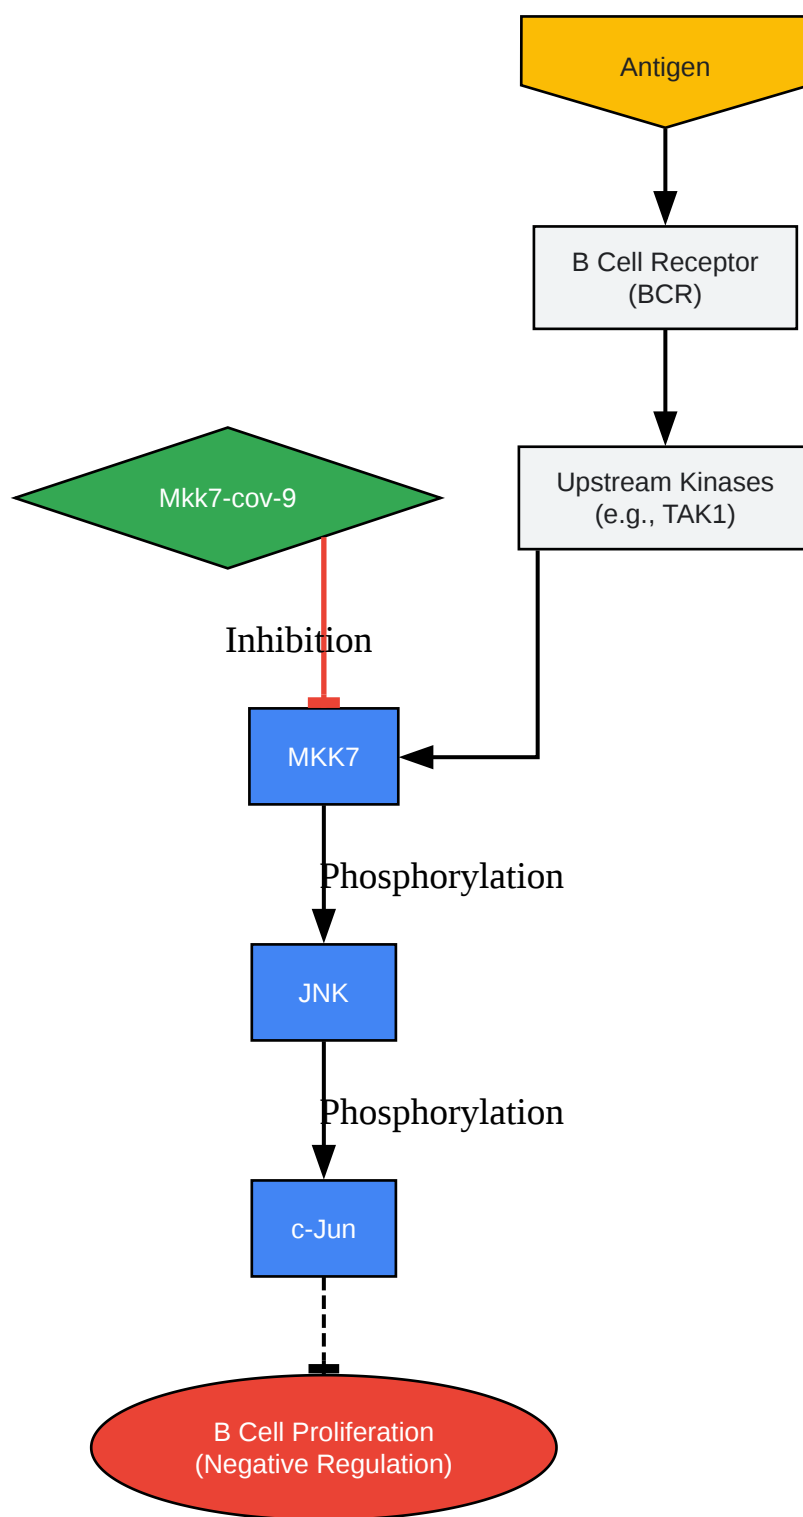 Antigen
B Cell Receptor
(BCR)
Upstream Kinases
(e.g., TAK1)
Mkk7-cov-9
Inhibition
MKK7
Phosphorylation
JNK
Phosphorylation
c-Jun
B Cell Proliferation
(Negative Regulation)